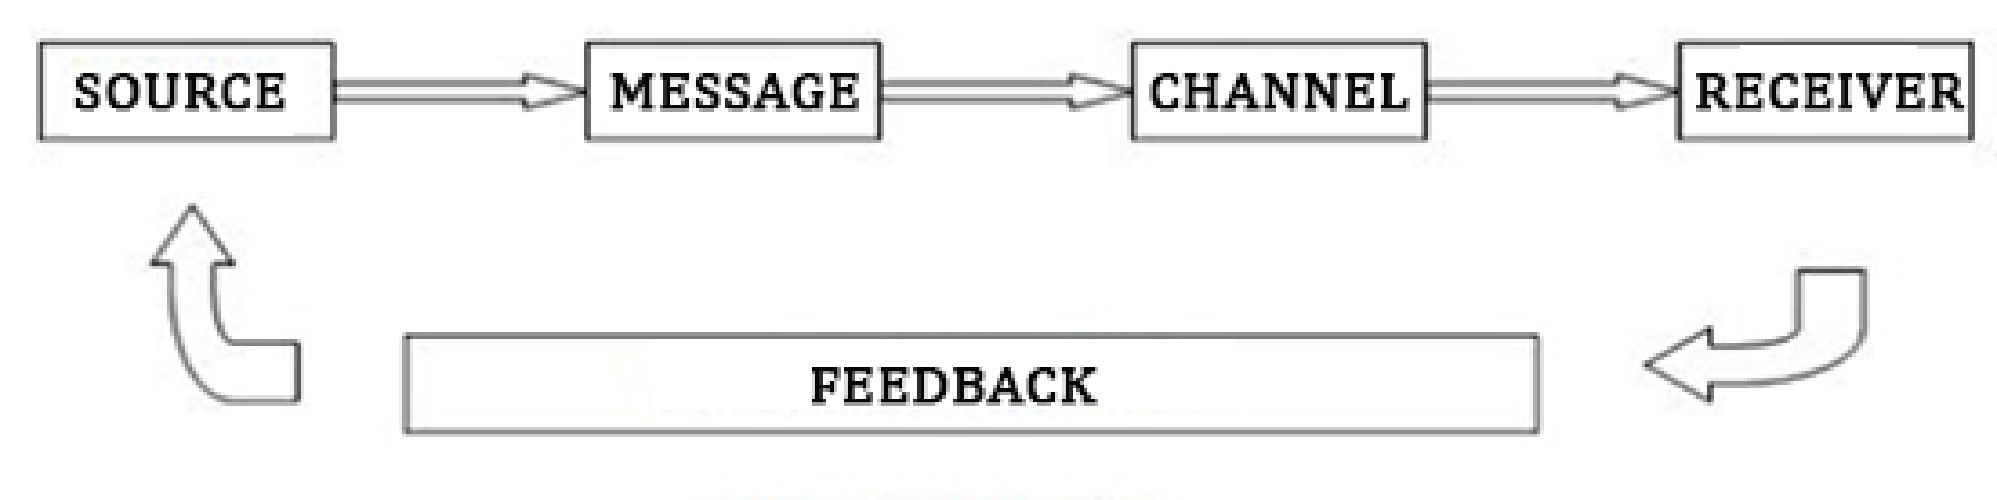 SOURCE MESSAGE CHANNEL RECEIVER
FEEDBACK